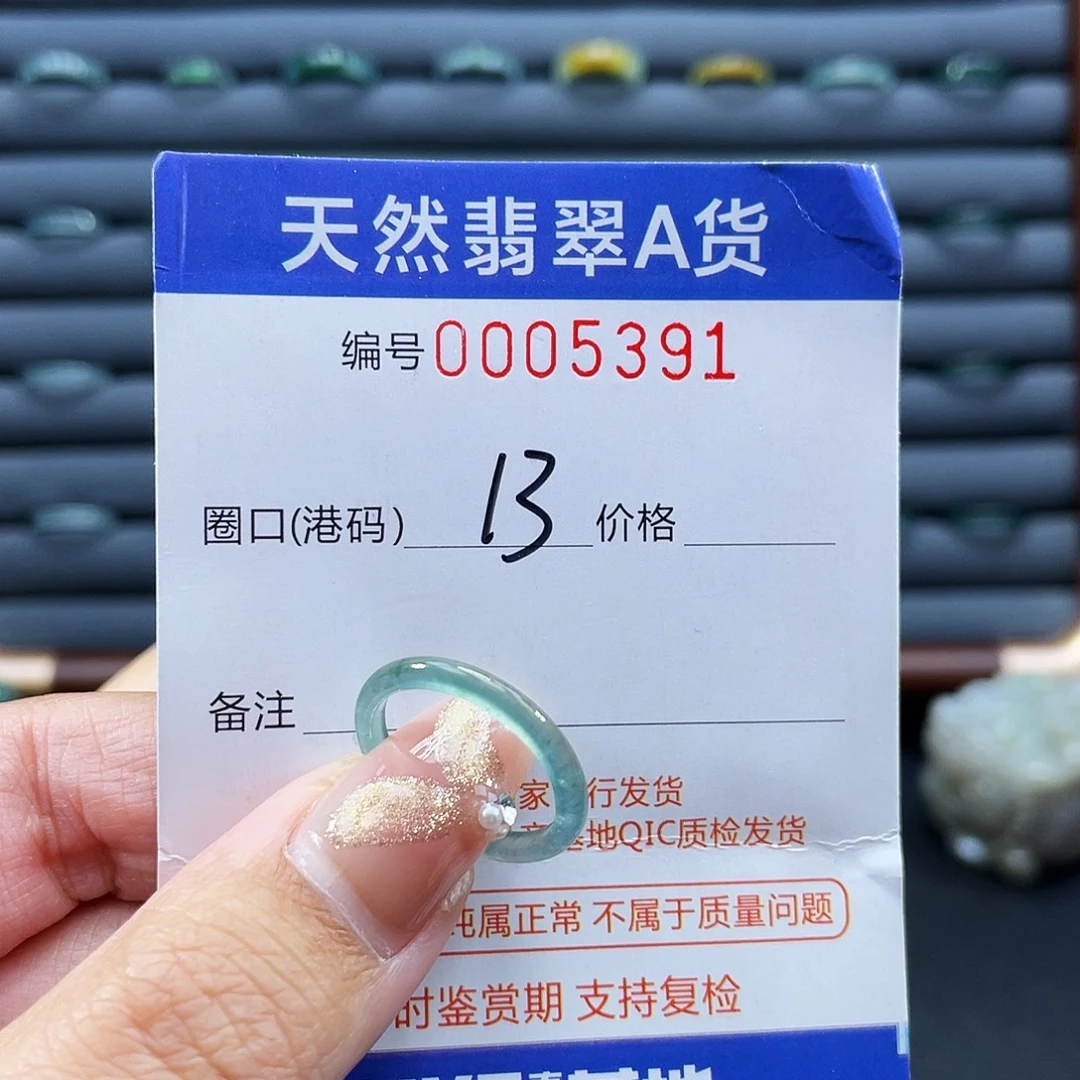 天然翡翠A货
编号0005391
圈口(港码) 13 价格
备注
家 行发货
基地QIC质检发货
纯属正常 不属于质量问题
时鉴赏期 支持复检